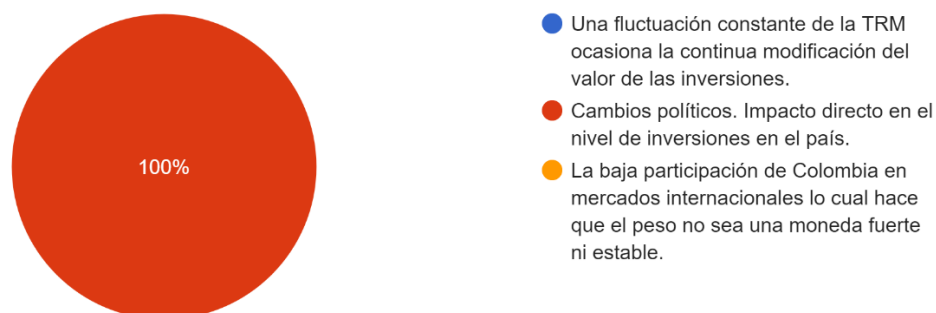 100%
Una fluctuación constante de la TRM
ocasiona la continua modificación del
valor de las inversiones.
Cambios políticos. Impacto directo en el
nivel de inversiones en el país.
La baja participación de Colombia en
mercados internacionales lo cual hace
que el peso no sea una moneda fuerte
ni estable.